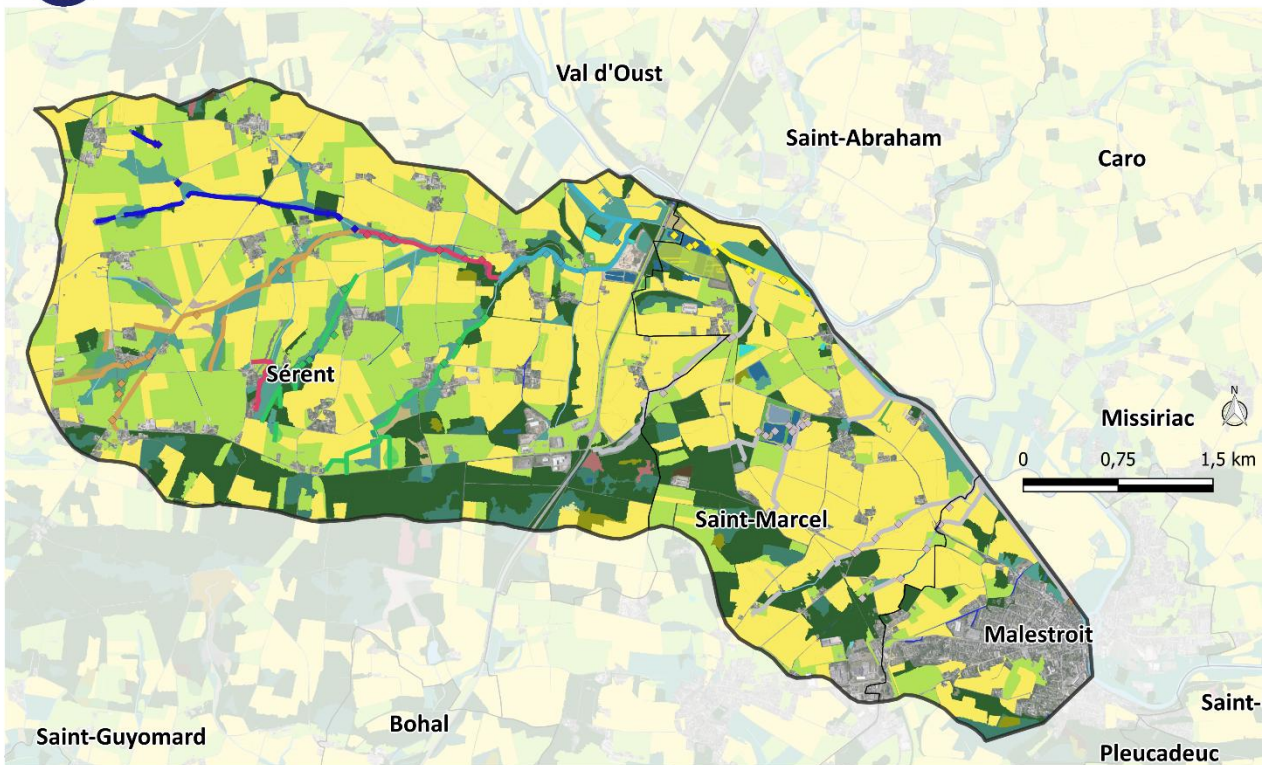 Val d'Oust
Saint-Abraham
Caro
Sérent
Missiriac
N
0 0,75 1,5 km
Saint-Marcel
Malestroit
Saint-
Bohal
Saint-Guyomard
Pleucadeuc